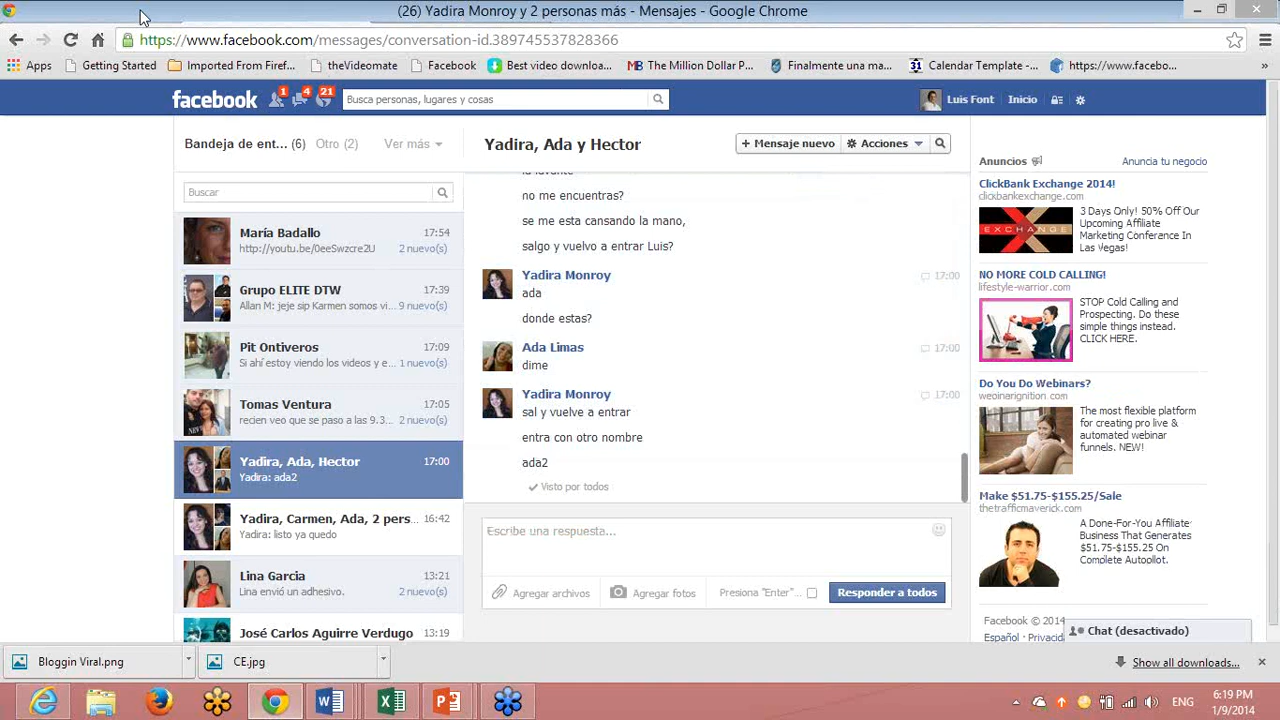 (26) Yadira Monroy y 2 personas más - Mensajes - Google Chrome
https://www.facebook.com/messages/conversation-id.389745537828366
Apps Getting Started Imported From Firef... theVideomate Facebook Best video downloa... The Million Dollar P... Finalmente una ma... 31 Calendar Template -... https://www.facebo... »
facebook 1 4 21 Busca personas, lugares y cosas Luis Font Inicio
Bandeja de ent... (6) Otro (2) Ver más
Buscar
María Badallo 17:54
http://youtu.be/0eeSwzcre2U 2 nuevo(s)
Grupo ELITE DTW 17:39
Allan M: jeje sip Karmen somos vi... 9 nuevo(s)
Pit Ontiveros 17:09
Si ahí estoy viendo los videos y e... 1 nuevo(s)
Tomas Ventura 17:05
recien veo que se paso a las 9.3... 2 nuevo(s)
Yadira, Ada, Hector 17:00
Yadira: ada2
Yadira, Carmen, Ada, 2 pers... 16:42
Yadira: listo ya quedo
Lina Garcia 13:21
Lina envió un adhesivo. 2 nuevo(s)
José Carlos Aguirre Verdugo 13:19
Yadira, Ada y Hector
+ Mensaje nuevo Acciones
la lavante
no me encuentras?
se me esta cansando la mano,
salgo y vuelvo a entrar Luis?
Yadira Monroy 17:00
ada
donde estas?
Ada Limas 17:00
dime
Yadira Monroy 17:00
sal y vuelve a entrar
entra con otro nombre
ada2
Visto por todos
Escribe una respuesta...
Agregar archivos Agregar fotos Presiona "Enter"... Responder a todos
Anuncios Anuncia tu negocio
ClickBank Exchange 2014!
clickbankexchange.com
EXCHANGE
3 Days Only! 50% Off Our
Upcoming Affiliate
Marketing Conference In
Las Vegas!
NO MORE COLD CALLING!
lifestyle-warrior.com
STOP Cold Calling and
Prospecting. Do these
simple things instead.
CLICK HERE.
Do You Do Webinars?
weoinarignition.com
The most flexible platform
for creating pro live &
automated webinar
funnels. NEW!
Make $51.75-$155.25/Sale
thetrafficmaverick.com
A Done-For-You Affiliate
Business That Generates
$51.75-$155.25 On
Complete Autopilot.
Facebook © 2014
Español · Privacid
Chat (desactivado)
Bloggin Viral.png CE.jpg Show all downloads...
ENG 6:19 PM
1/9/2014